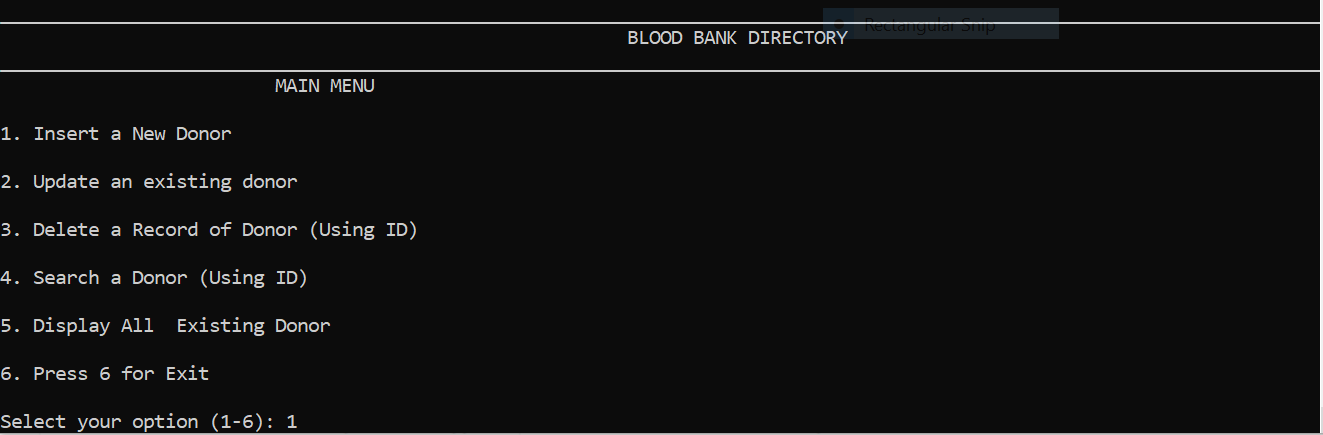 Rectangular Snip
BLOOD BANK DIRECTORY
MAIN MENU
1. Insert a New Donor
2. Update an existing donor
3. Delete a Record of Donor (Using ID)
4. Search a Donor (Using ID)
5. Display All  Existing Donor
6. Press 6 for Exit
Select your option (1-6): 1